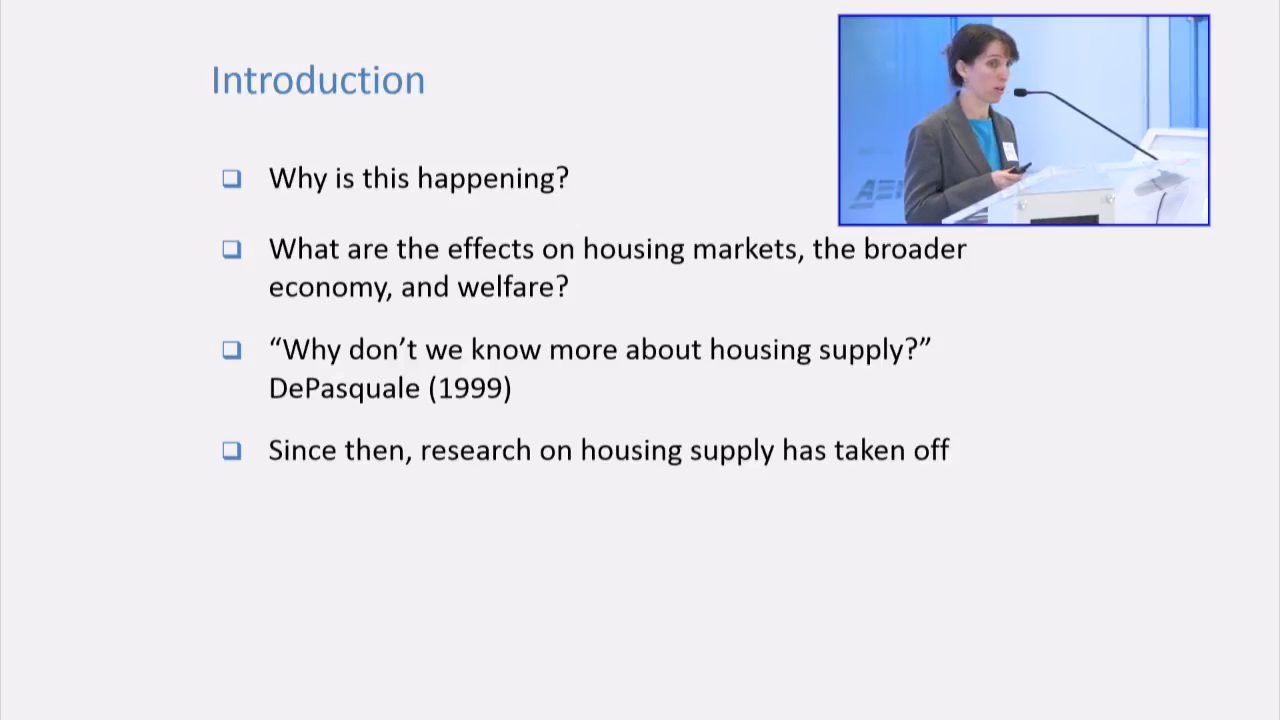 Introduction
Why is this happening?
What are the effects on housing markets, the broader
economy, and welfare?
“Why don’t we know more about housing supply?”
DePasquale (1999)
Since then, research on housing supply has taken off